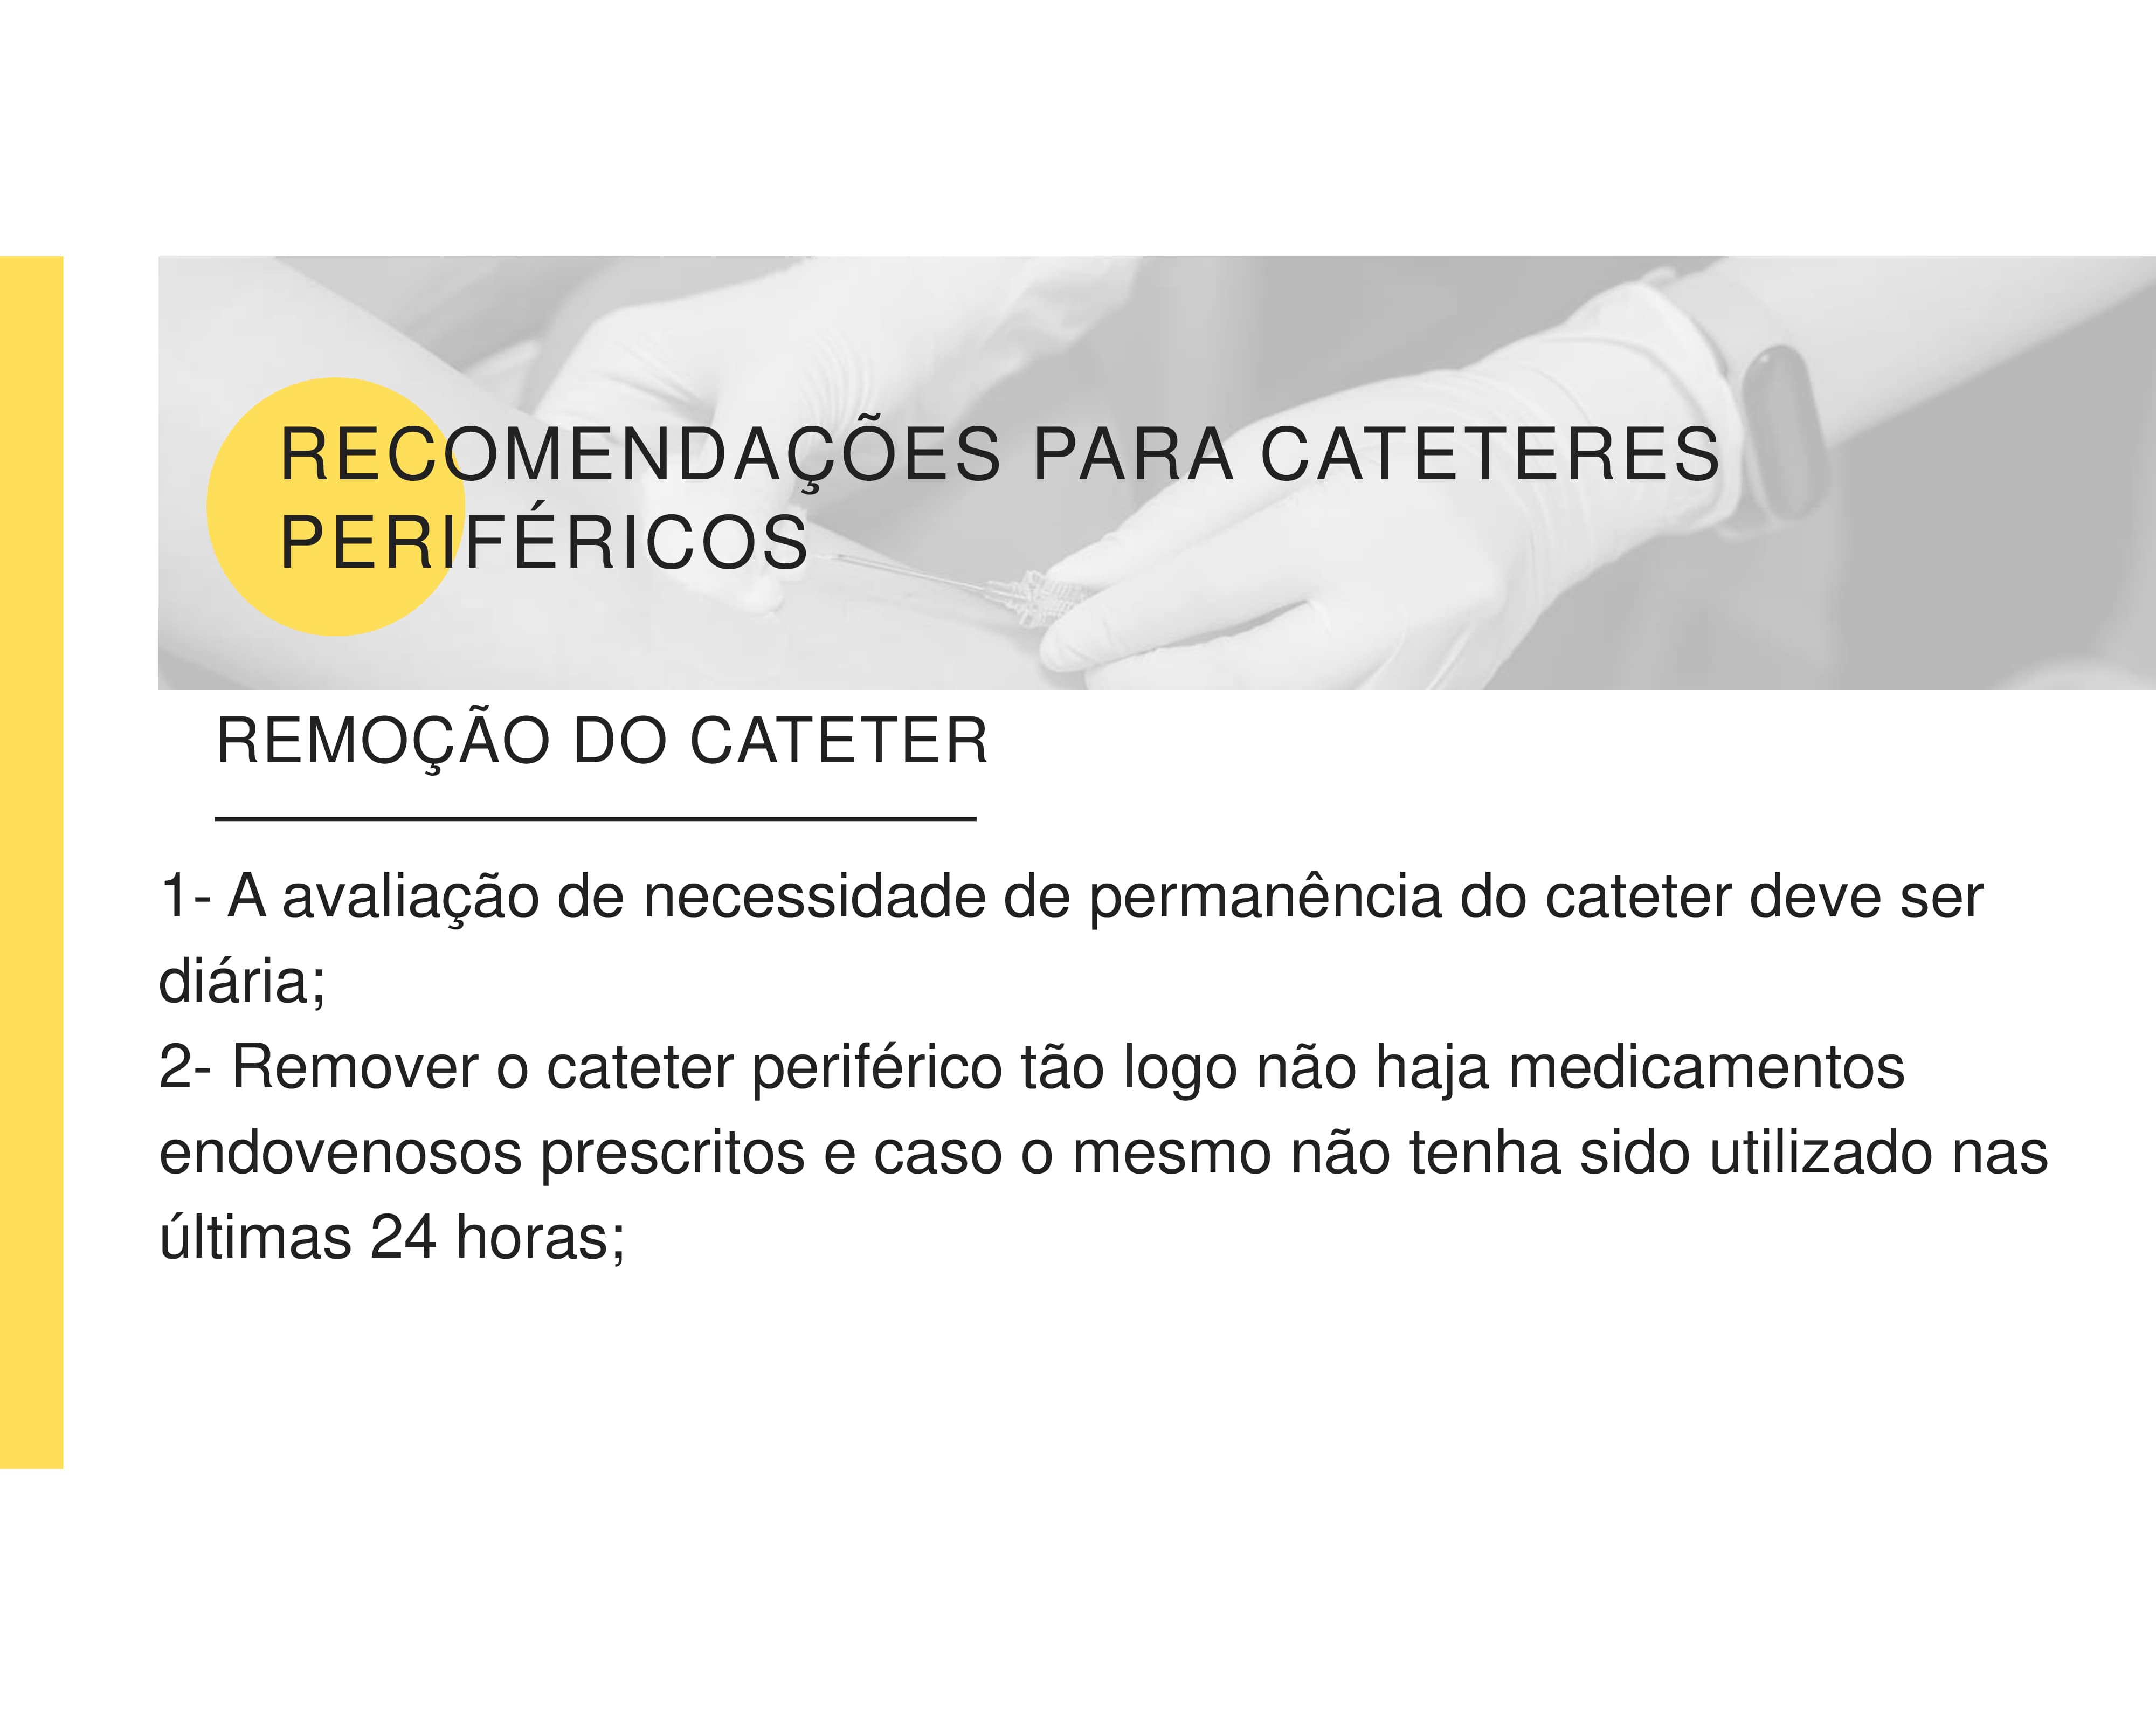 RECOMENDAÇÕES PARA CATETERES
PERIFÉRICOS
REMOÇÃO DO CATETER
1- A avaliação de necessidade de permanência do cateter deve ser
diária;
2- Remover o cateter periférico tão logo não haja medicamentos
endovenosos prescritos e caso o mesmo não tenha sido utilizado nas
últimas 24 horas;